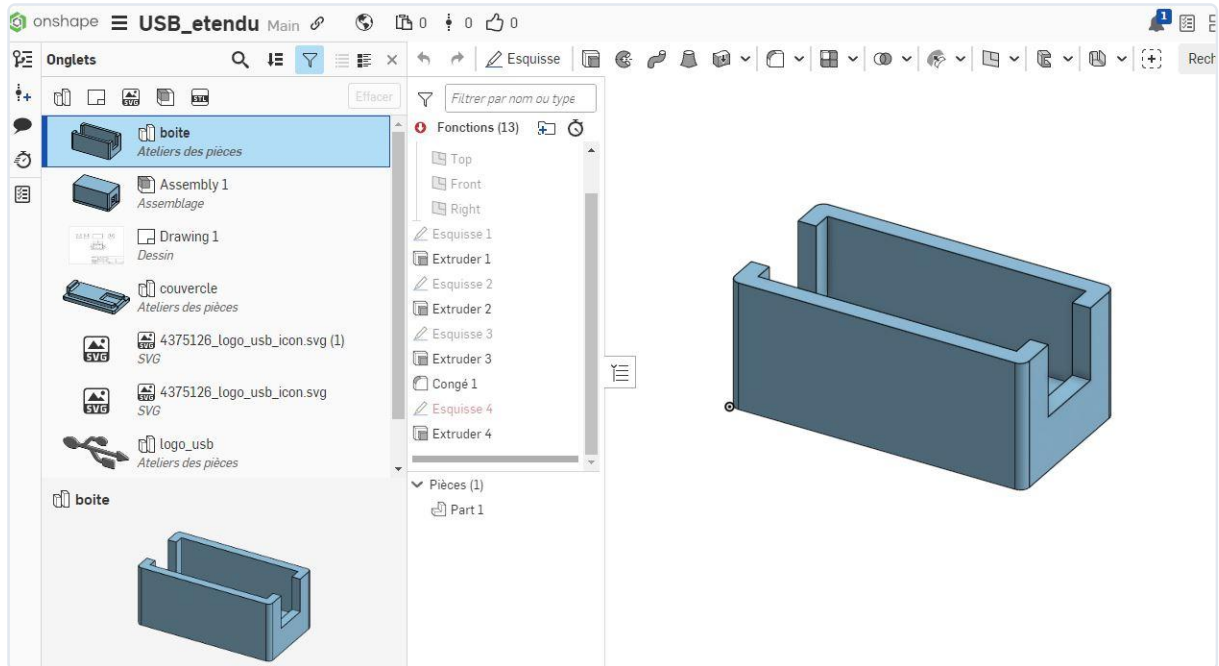 onshape USB_etendu Main 0 0 0 1
Onglets Esquisse Rech
Effacer Filtrer par nom ou type
boite
Ateliers des pièces
Assembly 1
Assemblage
Drawing 1
Dessin
couvercle
Ateliers des pièces
SVG 4375126_logo_usb_icon.svg (1)
SVG
SVG 4375126_logo_usb_icon.svg
SVG
logo_usb
Ateliers des pièces
boite
Fonctions (13)
Top
Front
Right
Esquisse 1
Extruder 1
Esquisse 2
Extruder 2
Esquisse 3
Extruder 3
Congé 1
Esquisse 4
Extruder 4
Pièces (1)
Part 1